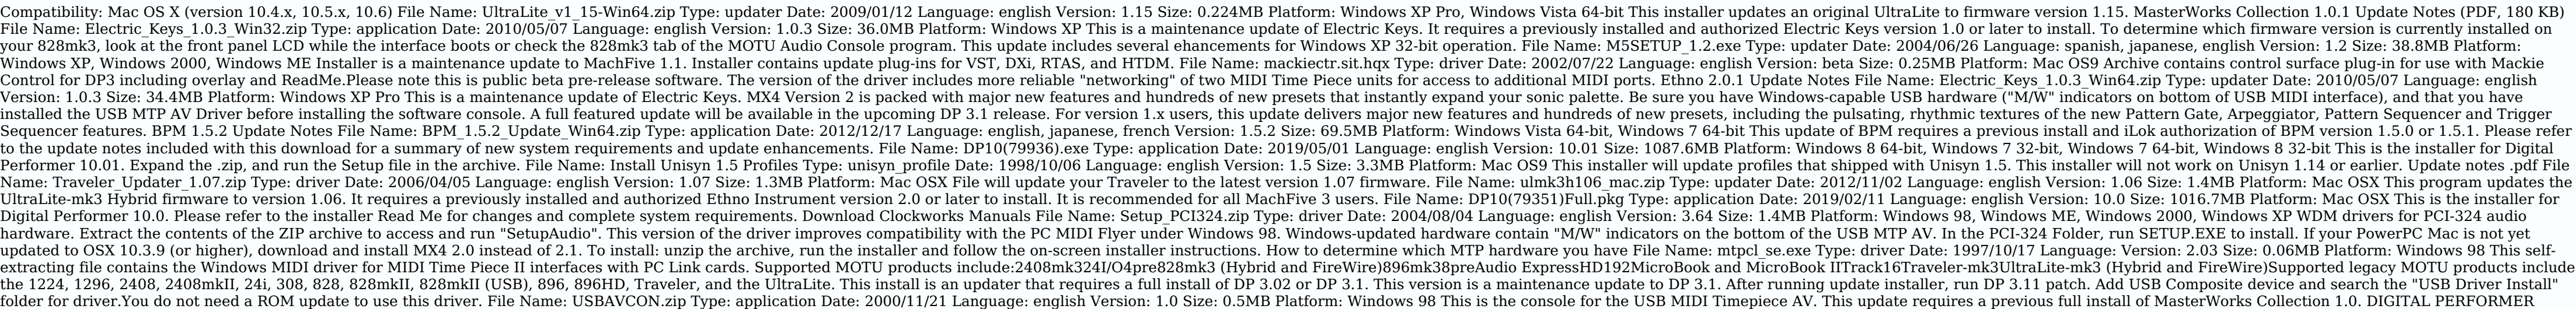 Compatibility: Mac OS X (version 10.4.x, 10.5.x, 10.6) File Name: UltraLite_v1_15-Win64.zip Type: updater Date: 2009/01/12 Language: english Version: 1.15 Size: 0.224MB Platform: Windows XP Pro, Windows Vista 64-bit This installer updates an original UltraLite to firmware version 1.15. MasterWorks Collection 1.0.1 Update Notes (PDF, 180 KB)
File Name: Electric_Keys_1.0.3_Win32.zip Type: application Date: 2010/05/07 Language: english Version: 1.0.3 Size: 36.0MB Platform: Windows XP This is a maintenance update of Electric Keys. It requires a previously installed and authorized Electric Keys version 1.0 or later to install. To determine which firmware version is currently installed on
your 828mk3, look at the front panel LCD while the interface boots or check the 828mk3 tab of the MOTU Audio Console program. This update includes several ehancements for Windows XP 32-bit operation. File Name: M5SETUP_1.2.exe Type: updater Date: 2004/06/26 Language: spanish, japanese, english Version: 1.2 Size: 38.8MB Platform:
Windows XP, Windows 2000, Windows ME Installer is a maintenance update to MachFive 1.1. Installer contains update plug-ins for VST, DXi, RTAS, and HTDM. File Name: mackiectr.sit.hqx Type: driver Date: 2002/07/22 Language: english Version: beta Size: 0.25MB Platform: Mac OS9 Archive contains control surface plug-in for use with Mackie
Control for DP3 including overlay and ReadMe.Please note this is public beta pre-release software. The version of the driver includes more reliable "networking" of two MIDI Time Piece units for access to additional MIDI ports. Ethno 2.0.1 Update Notes File Name: Electric_Keys_1.0.3_Win64.zip Type: updater Date: 2010/05/07 Language: english
Version: 1.0.3 Size: 34.4MB Platform: Windows XP Pro This is a maintenance update of Electric Keys. MX4 Version 2 is packed with major new features and hundreds of new presets that instantly expand your sonic palette. Be sure you have Windows-capable USB hardware ("M/W" indicators on bottom of USB MIDI interface), and that you have
installed the USB MTP AV Driver before installing the software console. A full featured update will be available in the upcoming DP 3.1 release. For version 1.x users, this update delivers major new features and hundreds of new presets, including the pulsating, rhythmic textures of the new Pattern Gate, Arpeggiator, Pattern Sequencer and Trigger
Sequencer features. BPM 1.5.2 Update Notes File Name: BPM_1.5.2_Update_Win64.zip Type: application Date: 2012/12/17 Language: english, japanese, french Version: 1.5.2 Size: 69.5MB Platform: Windows Vista 64-bit, Windows 7 64-bit This update of BPM requires a previous install and iLok authorization of BPM version 1.5.0 or 1.5.1. Please refer
to the update notes included with this download for a summary of new system requirements and update enhancements. File Name: DP10(79936).exe Type: application Date: 2019/05/01 Language: english Version: 10.01 Size: 1087.6MB Platform: Windows 8 64-bit, Windows 7 32-bit, Windows 7 64-bit, Windows 8 32-bit This is the installer for Digital
Performer 10.01. Expand the .zip, and run the Setup file in the archive. File Name: Install Unisyn 1.5 Profiles Type: unisyn_profile Date: 1998/10/06 Language: english Version: 1.5 Size: 3.3MB Platform: Mac OS9 This installer will update profiles that shipped with Unisyn 1.5. This installer will not work on Unisyn 1.14 or earlier. Update notes .pdf File
Name: Traveler_Updater_1.07.zip Type: driver Date: 2006/04/05 Language: english Version: 1.07 Size: 1.3MB Platform: Mac OSX File will update your Traveler to the latest version 1.07 firmware. File Name: ulmk3h106_mac.zip Type: updater Date: 2012/11/02 Language: english Version: 1.06 Size: 1.4MB Platform: Mac OSX This program updates the
UltraLite-mk3 Hybrid firmware to version 1.06. It requires a previously installed and authorized Ethno Instrument version 2.0 or later to install. It is recommended for all MachFive 3 users. File Name: DP10(79351)Full.pkg Type: application Date: 2019/02/11 Language: english Version: 10.0 Size: 1016.7MB Platform: Mac OSX This is the installer for
Digital Performer 10.0. Please refer to the installer Read Me for changes and complete system requirements. Download Clockworks Manuals File Name: Setup_PCI324.zip Type: driver Date: 2004/08/04 Language: english Version: 3.64 Size: 1.4MB Platform: Windows 98, Windows ME, Windows 2000, Windows XP WDM drivers for PCI-324 audio
hardware. Extract the contents of the ZIP archive to access and run "SetupAudio". This version of the driver improves compatibility with the PC MIDI Flyer under Windows 98. Windows-updated hardware contain "M/W" indicators on the bottom of the USB MTP AV. In the PCI-324 Folder, run SETUP.EXE to install. If your PowerPC Mac is not yet
updated to OSX 10.3.9 (or higher), download and install MX4 2.0 instead of 2.1. To install: unzip the archive, run the installer and follow the on-screen installer instructions. How to determine which MTP hardware you have File Name: mtpcl_se.exe Type: driver Date: 1997/10/17 Language: Version: 2.03 Size: 0.06MB Platform: Windows 98 This self-
extracting file contains the Windows MIDI driver for MIDI Time Piece II interfaces with PC Link cards. Supported MOTU products include:2408mk324I/O4pre828mk3 (Hybrid and FireWire)896mk38preAudio ExpressHD192MicroBook and MicroBook IITrack16Traveler-mk3UltraLite-mk3 (Hybrid and FireWire)Supported legacy MOTU products include
the 1224, 1296, 2408, 2408mkII, 24i, 308, 828, 828mkII, 828mkII (USB), 896, 896HD, Traveler, and the UltraLite. This install is an updater that requires a full install of DP 3.02 or DP 3.1. This version is a maintenance update to DP 3.1. After running update installer, run DP 3.11 patch. Add USB Composite device and search the "USB Driver Install"
folder for driver.You do not need a ROM update to use this driver. File Name: USBAVCON.zip Type: application Date: 2000/11/21 Language: english Version: 1.0 Size: 0.5MB Platform: Windows 98 This is the console for the USB MIDI Timepiece AV. This update requires a previous full install of MasterWorks Collection 1.0. DIGITAL PERFORMER